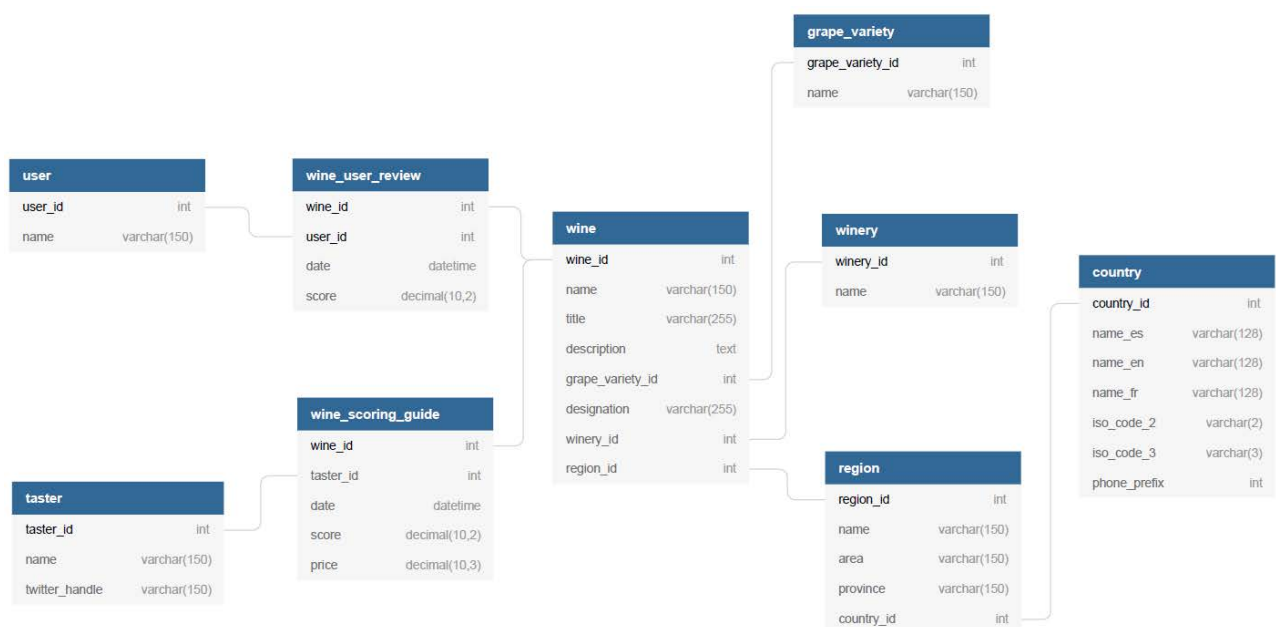 grape_variety
grape_variety_id int
name varchar(150)
user
user_id int
name varchar(150)
wine_user_review
wine_id int
user_id int
date datetime
score decimal(10,2)
wine
wine_id int
name varchar(150)
title varchar(255)
description text
grape_variety_id int
designation varchar(255)
winery_id int
region_id int
winery
winery_id int
name varchar(150)
country
country_id int
name_es varchar(128)
name_en varchar(128)
name_fr varchar(128)
iso_code_2 varchar(2)
iso_code_3 varchar(3)
phone_prefix int
wine_scoring_guide
wine_id int
taster_id int
date datetime
score decimal(10,2)
price decimal(10,3)
taster
taster_id int
name varchar(150)
twitter_handle varchar(150)
region
region_id int
name varchar(150)
area varchar(150)
province varchar(150)
country_id int